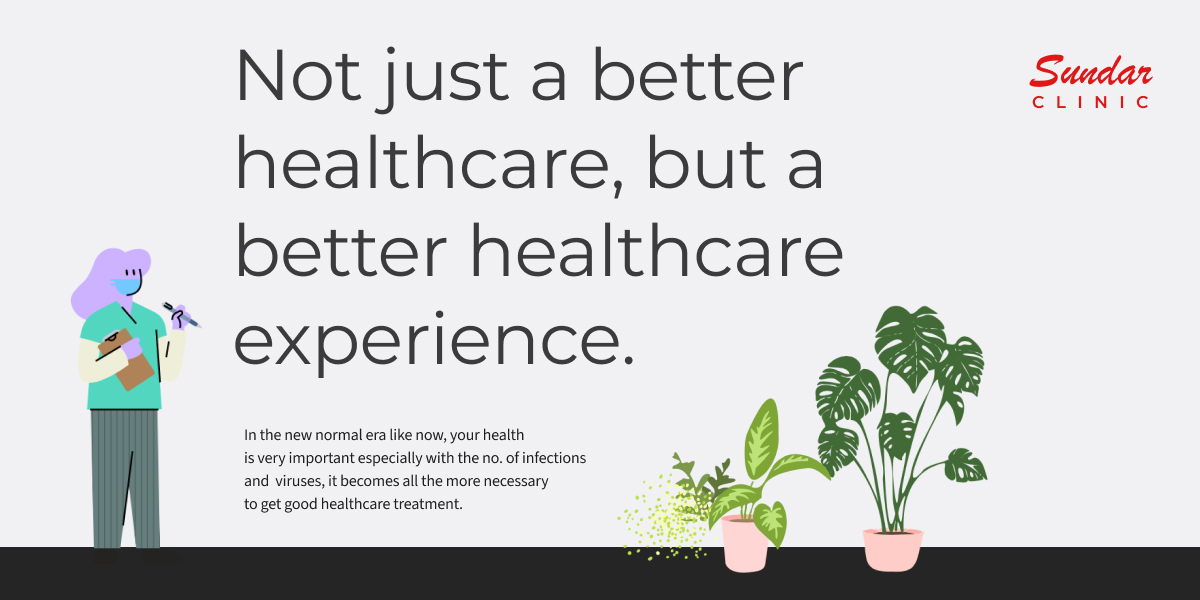 Not just a better
healthcare, but a
better healthcare
experience.
Sundar
CLINIC
In the new normal era like now, your health
is very important especially with the no. of infections
and  viruses, it becomes all the more necessary
to get good healthcare treatment.